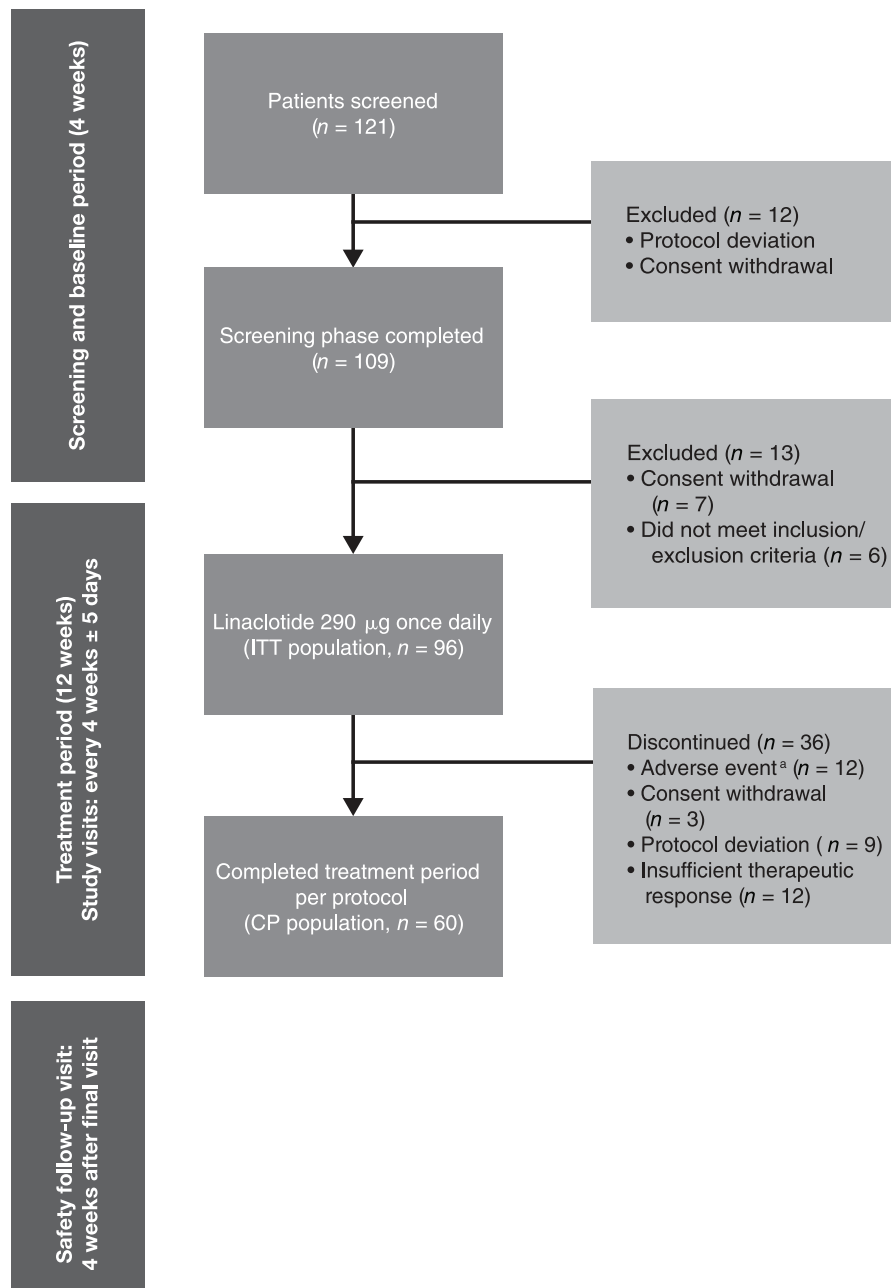 Screening and baseline period (4 weeks)
Patients screened
(n = 121)
Excluded (n = 12)
• Protocol deviation
• Consent withdrawal
Screening phase completed
(n = 109)
Excluded (n = 13)
• Consent withdrawal
(n = 7)
• Did not meet inclusion/
exclusion criteria (n = 6)
Treatment period (12 weeks)
Study visits: every 4 weeks ± 5 days
Linaclotide 290 μg once daily
(ITT population, n = 96)
Discontinued (n = 36)
• Adverse eventᵃ (n = 12)
• Consent withdrawal
(n = 3)
• Protocol deviation ( n = 9)
• Insufficient therapeutic
response (n = 12)
Completed treatment period
per protocol
(CP population, n = 60)
Safety follow-up visit:
4 weeks after final visit